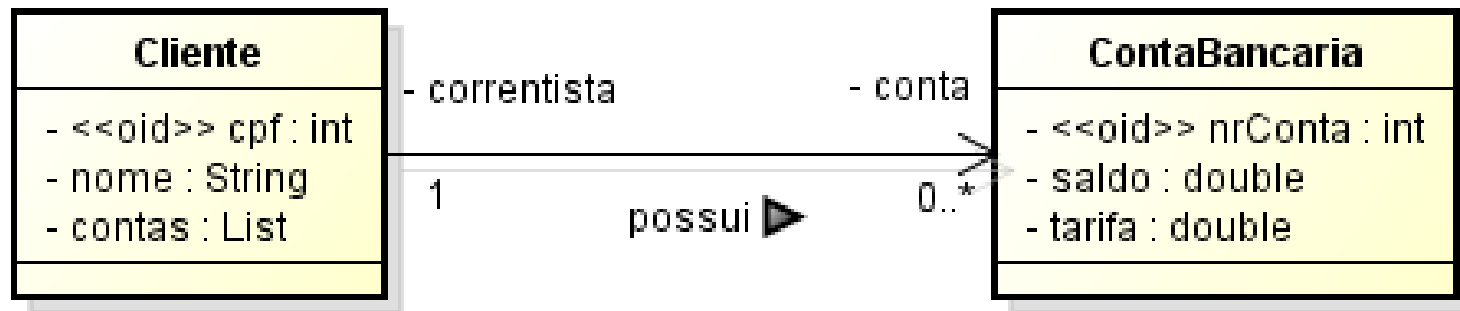 Cliente
- <<oid>> cpf : int
- nome : String
- contas : List
- correntista
1
possui
- conta
0..*
ContaBancaria
- <<oid>> nrConta : int
- saldo : double
- tarifa : double